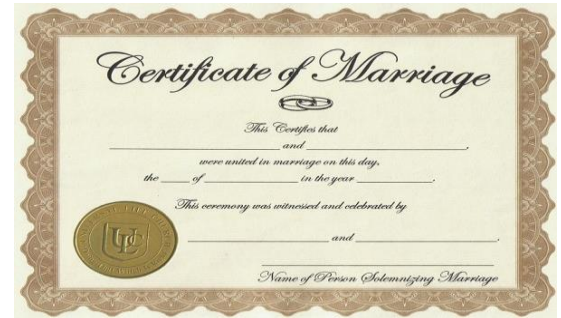 Certificate of Marriage
This Certifies that
and
were united in marriage on this day,
the of in the year .
This ceremony was witnessed and celebrated by
and ,
Name of Person Solemnizing Marriage